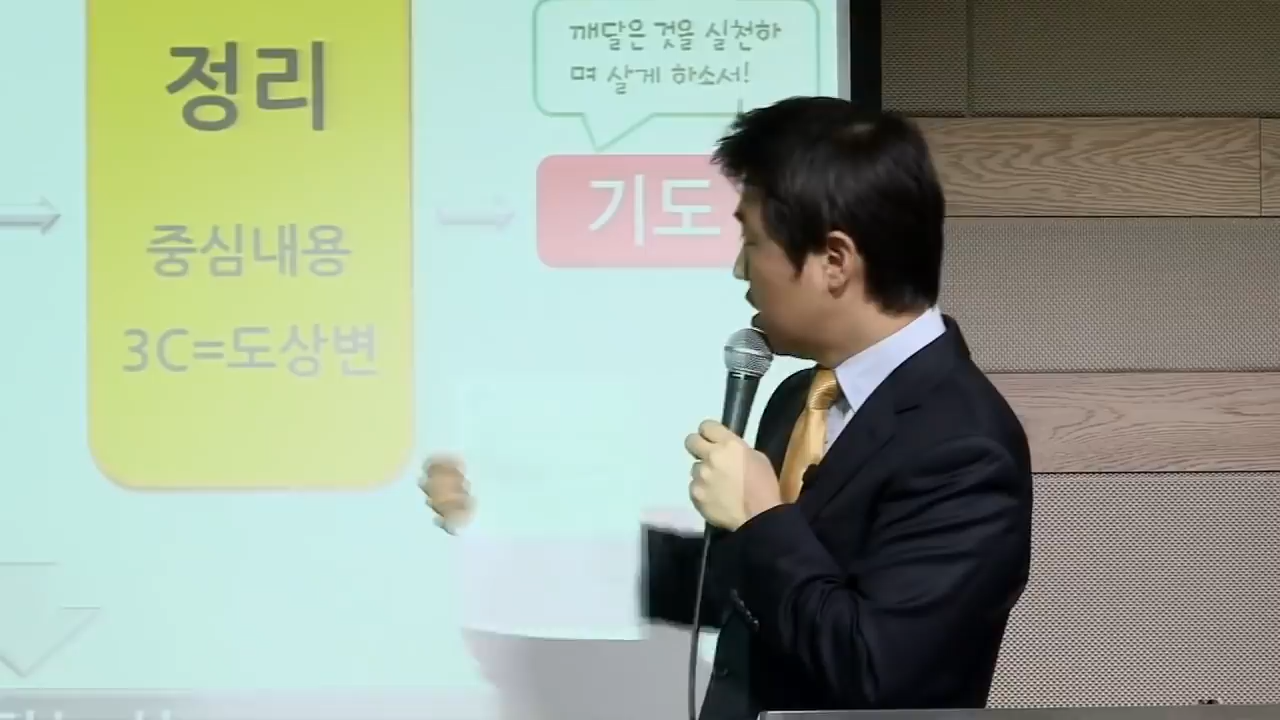 정리
중심내용
3C=도상변
깨달은 것을 실천하
며 살게 하소서!
기도